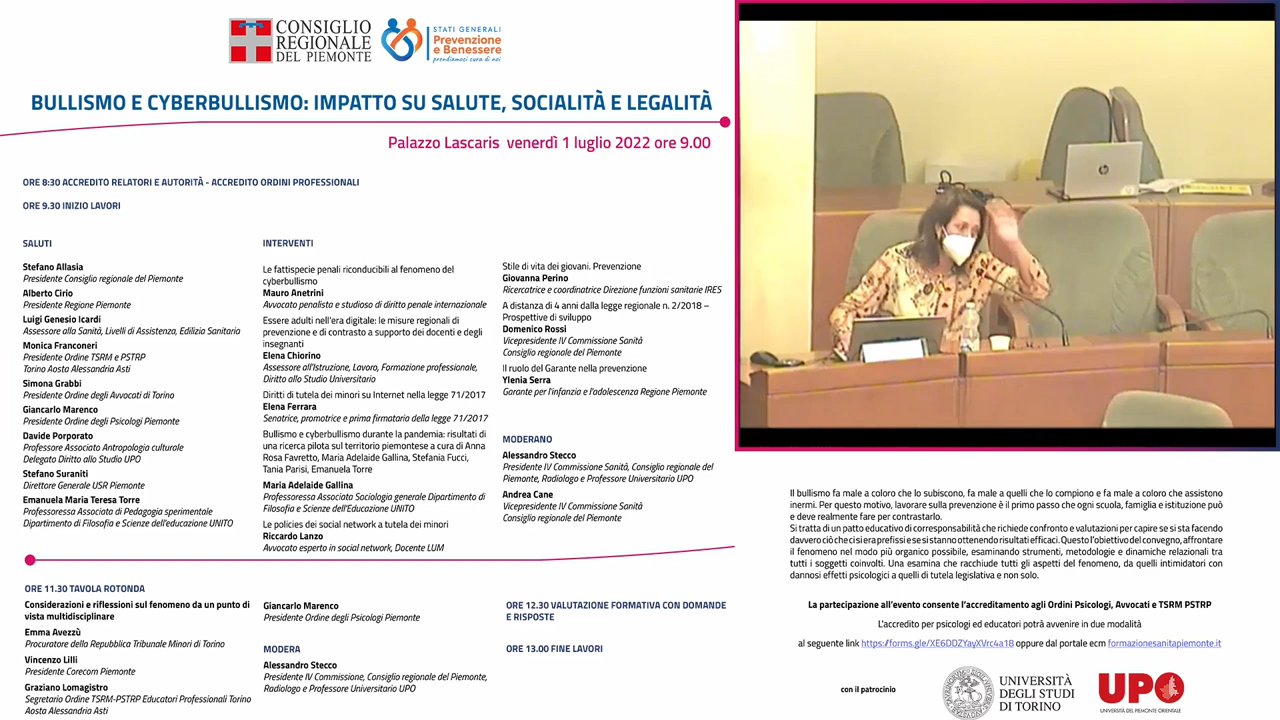 CONSIGLIO
REGIONALE
DEL PIEMONTE
STATI GENERALI
Prevenzione
e Benessere
prendiamoci cura di noi
BULLISMO E CYBERBULLISMO: IMPATTO SU SALUTE, SOCIALITÀ E LEGALITÀ
Palazzo Lascaris venerdì 1 luglio 2022 ore 9.00
ORE 8:30 ACCREDITO RELATORI E AUTORITÀ - ACCREDITO ORDINI PROFESSIONALI
ORE 9.30 INIZIO LAVORI
SALUTI
Stefano Allasia
Presidente Consiglio regionale del Piemonte
Alberto Cirio
Presidente Regione Piemonte
Luigi Genesio Icardi
Assessore alla Sanità, Livelli di Assistenza, Edilizia Sanitaria
Monica Franconeri
Presidente Ordine TSRM e PSTRP
Torino Aosta Alessandria Asti
Simona Grabbi
Presidente Ordine degli Avvocati di Torino
Giancarlo Marenco
Presidente Ordine degli Psicologi Piemonte
Davide Porporato
Professore Associato Antropologia culturale
Delegato Diritto allo Studio UPO
Stefano Suraniti
Direttore Generale USR Piemonte
Emanuela Maria Teresa Torre
Professoressa Associata di Pedagogia sperimentale
Dipartimento di Filosofia e Scienze dell'educazione UNITO
INTERVENTI
Le fattispecie penali riconducibili al fenomeno del
cyberbullismo
Mauro Anetrini
Avvocato penalista e studioso di diritto penale internazionale
Essere adulti nell'era digitale: le misure regionali di
prevenzione e di contrasto a supporto dei docenti e degli
insegnanti
Elena Chiorino
Assessore all'Istruzione, Lavoro, Formazione professionale,
Diritto allo Studio Universitario
Diritti di tutela dei minori su Internet nella legge 71/2017
Elena Ferrara
Senatrice, promotrice e prima firmataria della legge 71/2017
Bullismo e cyberbullismo durante la pandemia: risultati di
una ricerca pilota sul territorio piemontese a cura di Anna
Rosa Favretto, Maria Adelaide Gallina, Stefania Fucci,
Tania Parisi, Emanuela Torre
Maria Adelaide Gallina
Professoressa Associata Sociologia generale Dipartimento di
Filosofia e Scienze dell'Educazione UNITO
Le policies dei social network a tutela dei minori
Riccardo Lanzo
Avvocato esperto in social network, Docente LUM
Stile di vita dei giovani. Prevenzione
Giovanna Perino
Ricercatrice e coordinatrice Direzione funzioni sanitarie IRES
A distanza di 4 anni dalla legge regionale n. 2/2018 –
Prospettive di sviluppo
Domenico Rossi
Vicepresidente IV Commissione Sanità
Consiglio regionale del Piemonte
Il ruolo del Garante nella prevenzione
Ylenia Serra
Garante per l'infanzia e l'adolescenza Regione Piemonte
MODERANO
Alessandro Stecco
Presidente IV Commissione Sanità, Consiglio regionale del
Piemonte, Radiologo e Professore Universitario UPO
Andrea Cane
Vicepresidente IV Commissione Sanità
Consiglio regionale del Piemonte
ORE 11.30 TAVOLA ROTONDA
Considerazioni e riflessioni sul fenomeno da un punto di
vista multidisciplinare
Emma Avezzù
Procuratore della Repubblica Tribunale Minori di Torino
Vincenzo Lilli
Presidente Corecom Piemonte
Graziano Lomagistro
Segretario Ordine TSRM-PSTRP Educatori Professionali Torino
Aosta Alessandria Asti
Giancarlo Marenco
Presidente Ordine degli Psicologi Piemonte
MODERA
Alessandro Stecco
Presidente IV Commissione, Consiglio regionale del Piemonte,
Radiologo e Professore Universitario UPO
ORE 12.30 VALUTAZIONE FORMATIVA CON DOMANDE
E RISPOSTE
ORE 13.00 FINE LAVORI
Il bullismo fa male a coloro che lo subiscono, fa male a quelli che lo compiono e fa male a coloro che assistono
inermi. Per questo motivo, lavorare sulla prevenzione è il primo passo che ogni scuola, famiglia e istituzione può
e deve realmente fare per contrastarlo.
Si tratta di un patto educativo di corresponsabilità che richiede confronto e valutazioni per capire se si sta facendo
davvero ciò che ci si era prefissi e se si stanno ottenendo risultati efficaci. Questo l'obiettivo del convegno, affrontare
il fenomeno nel modo più organico possibile, esaminando strumenti, metodologie e dinamiche relazionali tra
tutti i soggetti coinvolti. Una esamina che racchiude tutti gli aspetti del fenomeno, da quelli intimidatori con
dannosi effetti psicologici a quelli di tutela legislativa e non solo.
La partecipazione all'evento consente l'accreditamento agli Ordini Psicologi, Avvocati e TSRM PSTRP
L'accredito per psicologi ed educatori potrà avvenire in due modalità
al seguente link https://forms.gle/XE6DDZYayXVrc4a18 oppure dal portale ecm formazionesanitapiemonte.it
con il patrocinio
UNIVERSITÀ
DEGLI STUDI
DI TORINO
UPO
UNIVERSITÀ DEL PIEMONTE ORIENTALE
hp